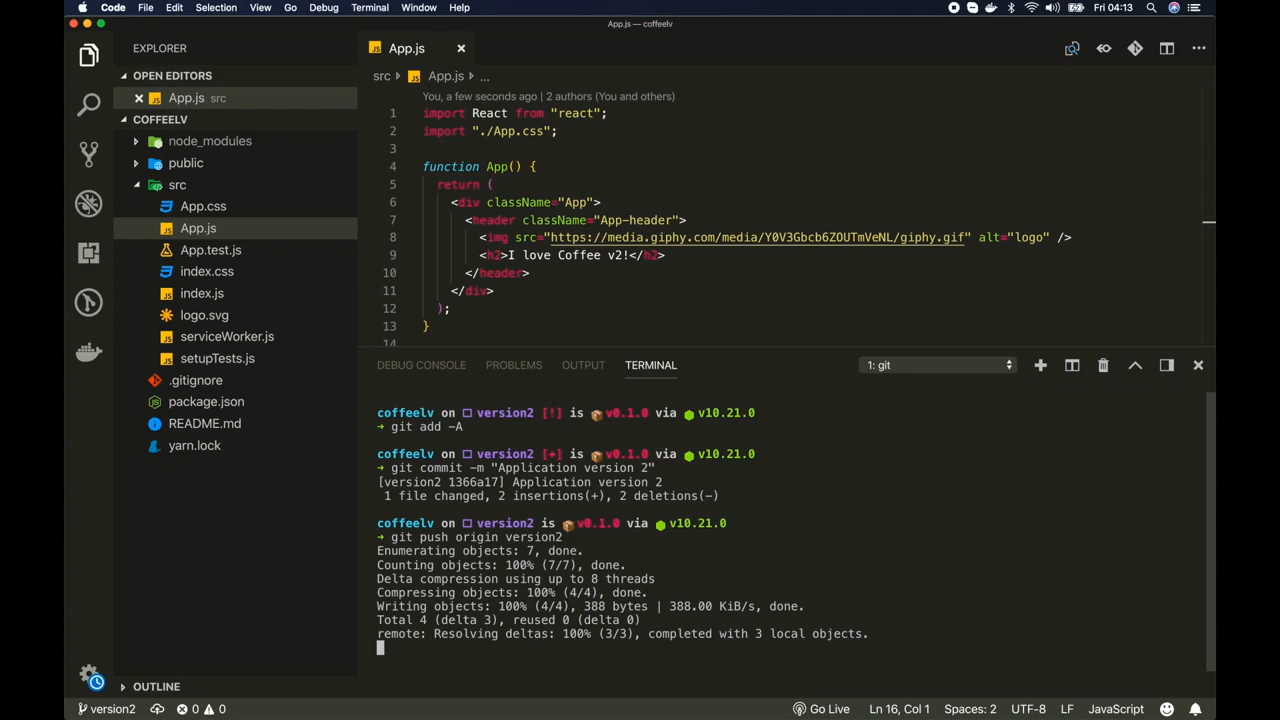 Code File Edit Selection View Go Debug Terminal Window Help Fri 04:13
App.js — coffeelv
EXPLORER
OPEN EDITORS
App.js src
COFFEELV
node_modules
public
src
App.css
App.js
App.test.js
index.css
index.js
logo.svg
serviceWorker.js
setupTests.js
.gitignore
package.json
README.md
yarn.lock
OUTLINE
App.js
src App.js ...
You, a few seconds ago | 2 authors (You and others)
1 import React from "react";
2 import "./App.css";
3
4 function App() {
5 return (
6 <div className="App">
7 <header className="App-header">
8 <img src="https://media.giphy.com/media/Y0V3Gbcb6ZOUTmVeNL/giphy.gif" alt="logo" />
9 <h2>I love Coffee v2!</h2>
10 </header>
11 </div>
12 );
13 }
14
DEBUG CONSOLE PROBLEMS OUTPUT TERMINAL 1: git
coffeelv on version2 [!] is v0.1.0 via v10.21.0
➜ git add -A
coffeelv on version2 [+] is v0.1.0 via v10.21.0
➜ git commit -m "Application version 2"
[version2 1366a17] Application version 2
1 file changed, 2 insertions(+), 2 deletions(-)
coffeelv on version2 is v0.1.0 via v10.21.0
➜ git push origin version2
Enumerating objects: 7, done.
Counting objects: 100% (7/7), done.
Delta compression using up to 8 threads
Compressing objects: 100% (4/4), done.
Writing objects: 100% (4/4), 388 bytes | 388.00 KiB/s, done.
Total 4 (delta 3), reused 0 (delta 0)
remote: Resolving deltas: 100% (3/3), completed with 3 local objects.
version2 0 0 Go Live Ln 16, Col 1 Spaces: 2 UTF-8 LF JavaScript